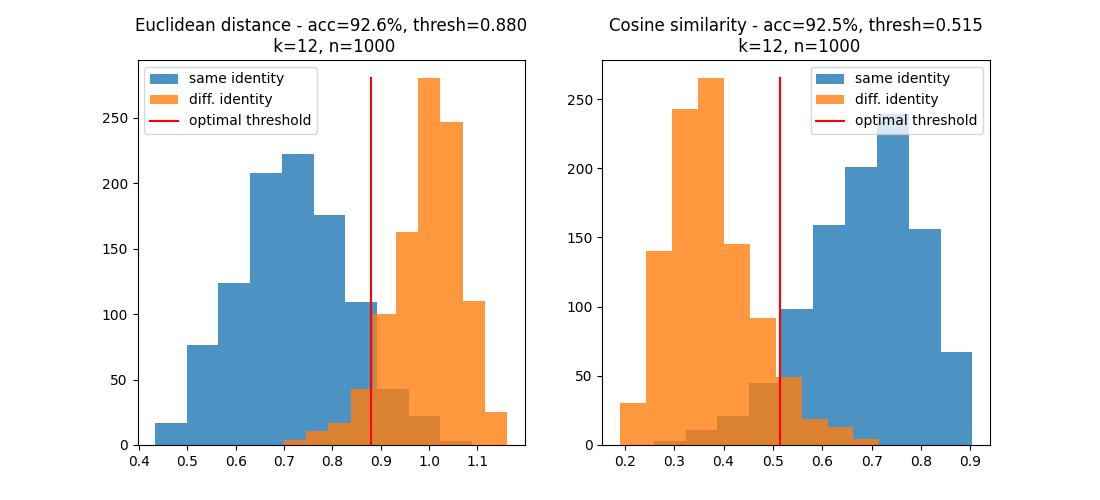 Euclidean distance - acc=92.6%, thresh=0.880
k=12, n=1000
same identity
diff. identity
optimal threshold
250
200
150
100
50
0
0.4 0.5 0.6 0.7 0.8 0.9 1.0 1.1
Cosine similarity - acc=92.5%, thresh=0.515
k=12, n=1000
same identity
diff. identity
optimal threshold
250
200
150
100
50
0
0.2 0.3 0.4 0.5 0.6 0.7 0.8 0.9